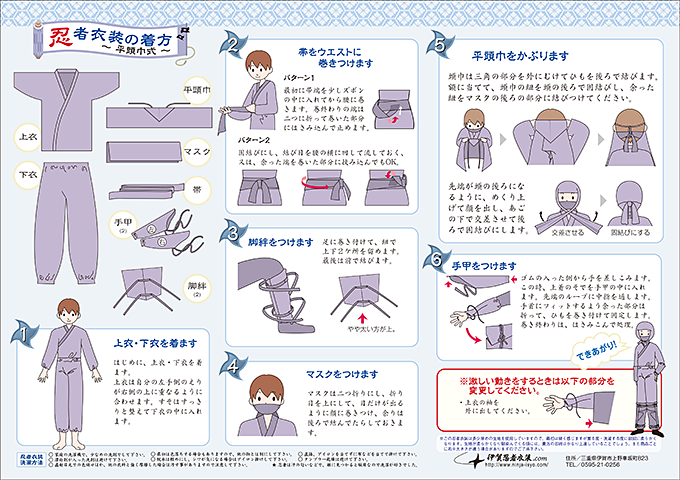 忍者衣装の着方
～ 平頭巾式 ～
上衣
下衣
平頭巾
マスク
帯
手甲
(2)
脚絆
(2)
1
上衣・下衣を着ます
はじめに、上衣・下衣を着
ます。
上衣は自分の左手側のえり
が右側の上に重なるように
合わせます。すそはすっき
りと整えて下衣の中に入れ
ます。
2
帯をウエストに
巻きつけます
パターン1
最初に帯端を少しズボン
の中に入れてから腰に巻
きます。巻終わりの端は
二つに折って巻いた部分
にはさみ込んで止めます。
パターン2
固結びにし、結び目を腰の横に回して流しておく、
又は、余った端を巻いた部分に挟み込んでもOK。
3
脚絆をつけます
足に巻き付けて、紐で
上下2ケ所を留めます。
最後は前で結びます。
やや太い方が上。
4
マスクをつけます
マスクは二つ折りにし、折り
目を上にして、目だけが出る
ように顔に巻きつけ、余りは
後ろで結んでたらしておきま
す。
5
平頭巾をかぶります
頭巾は三角の部分を外にむけてひもを後ろで結びます。
額に当てて、頭巾の紐を頭の後ろで固結びし、余った
紐をマスクの後ろの部分に結びつけてください。
先端が頭の後ろにな
るように、めくり上
げて顔を出し、あご
の下で交差させて後
ろで固結びにします。
交差させる
固結びにする
6
手甲をつけます
ゴムの入った側から手を差しこみます。
この時、上着のそでを手甲の中に入れ
ます。先端のループに中指を通します。
手首にフィットするよう余った部分は
折って、ひもを巻き付けて固定します。
巻き終わりは、はさみこんで処理。
できあがり!
※激しい動きをするときは以下の部分を
変更してください。
・上衣の袖を
外に出してください。
忍者衣装
洗濯方法
伊賀忍者衣装.com
http://www.ninja-isyo.com/
住所／三重県伊賀市上野東坂町823
TEL／0595-21-0256